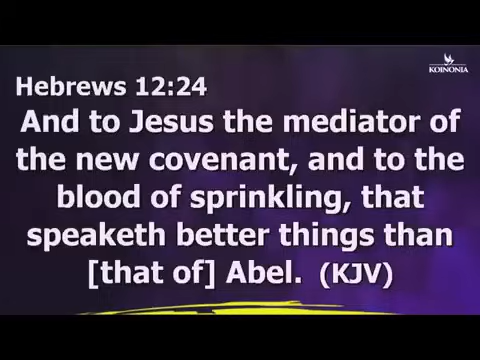 KOINONIA
Hebrews 12:24
And to Jesus the mediator of
the new covenant, and to the
blood of sprinkling, that
speaketh better things than
[that of] Abel. (KJV)